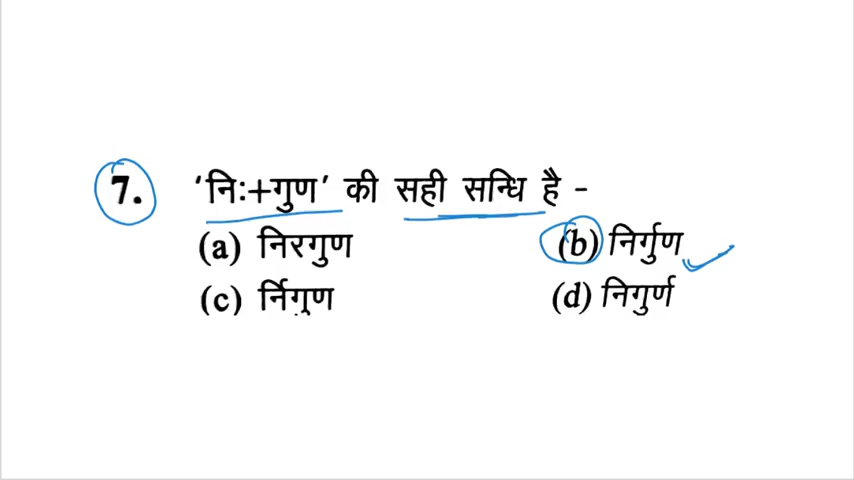 7. 'निः+गुण' की सही सन्धि है -
(a) निरगुण (b) निर्गुण
(c) र्निगुण (d) निगुर्ण